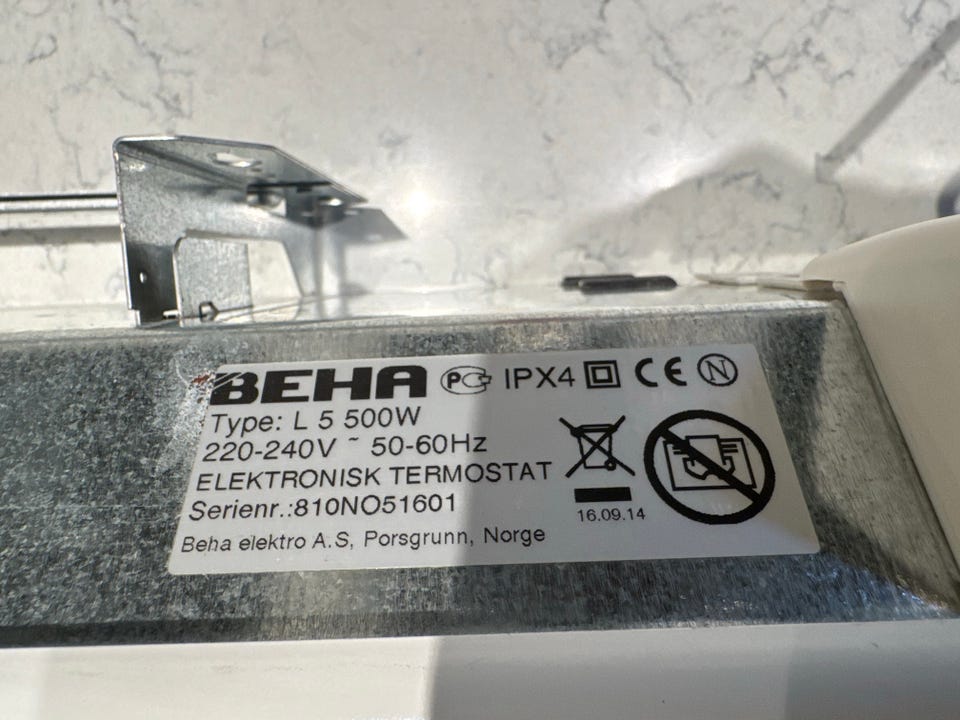 BEHA PG IPX4 CE N
Type: L 5 500W
220-240V ~ 50-60Hz
ELEKTRONISK TERMOSTAT
Serienr.:810NO51601
16.09.14
Beha elektro A.S, Porsgrunn, Norge